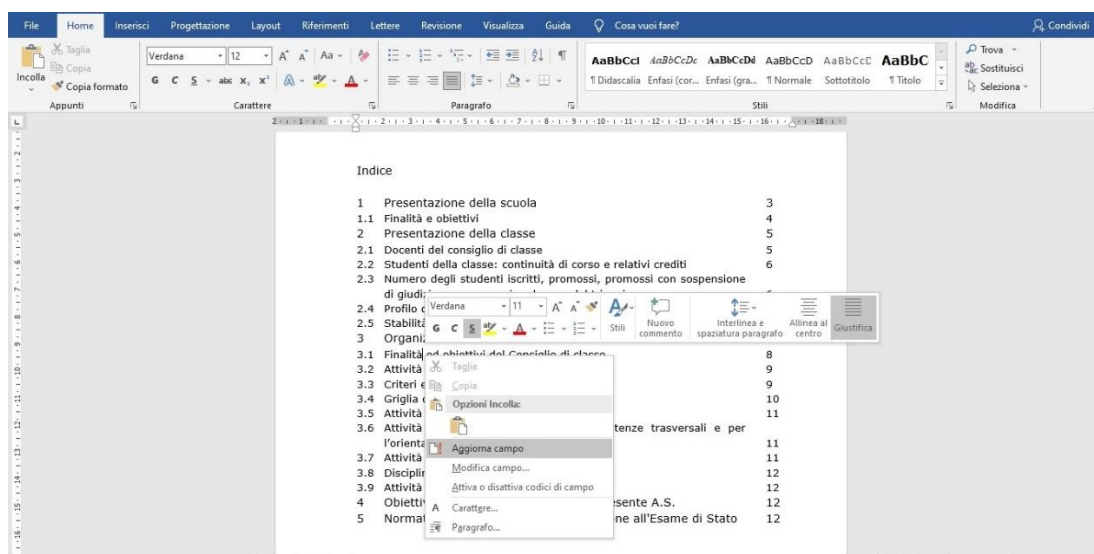 File Home Inserisci Progettazione Layout Riferimenti Lettere Revisione Visualizza Guida Cosa vuoi fare? Condividi
Incolla
Taglia
Copia
Copia formato
Appunti
Verdana 12 Aa
G C S abc X, X²
Carattere
Paragrafo
AaBbCcI AaBbCcDc AaBbCcDd AaBbCcD AaBbCcD AaBbC
¶ Didascalia Enfasi (cor... Enfasi (gra... ¶ Normale Sottotitolo ¶ Titolo
Stili
Trova
Sostituisci
Seleziona
Modifica
Indice
1 Presentazione della scuola 3
1.1 Finalità e obiettivi 4
2 Presentazione della classe 5
2.1 Docenti del consiglio di classe 5
2.2 Studenti della classe: continuità di corso e relativi crediti 6
2.3 Numero degli studenti iscritti, promossi, promossi con sospensione
di giudi
2.4 Profilo
2.5 Stabilità
3 Organiz
3.1 Finalità ed obiettivi del Consiglio di classe 8
3.2 Attività 9
3.3 Criteri e 9
3.4 Griglia 10
3.5 Attività 11
3.6 Attività tenze trasversali e per
l'orienta 11
3.7 Attività 11
3.8 Disciplin 12
3.9 Attività 12
4 Obietti esente A.S. 12
5 Norma one all'Esame di Stato 12
Verdana 11
G C S
Stili
Nuovo commento
Interlinea e spaziatura paragrafo
Allinea al centro
Giustifica
Taglia
Copia
Opzioni Incolla:
Aggiorna campo
Modifica campo...
Attiva o disattiva codici di campo
Carattere...
Paragrafo...